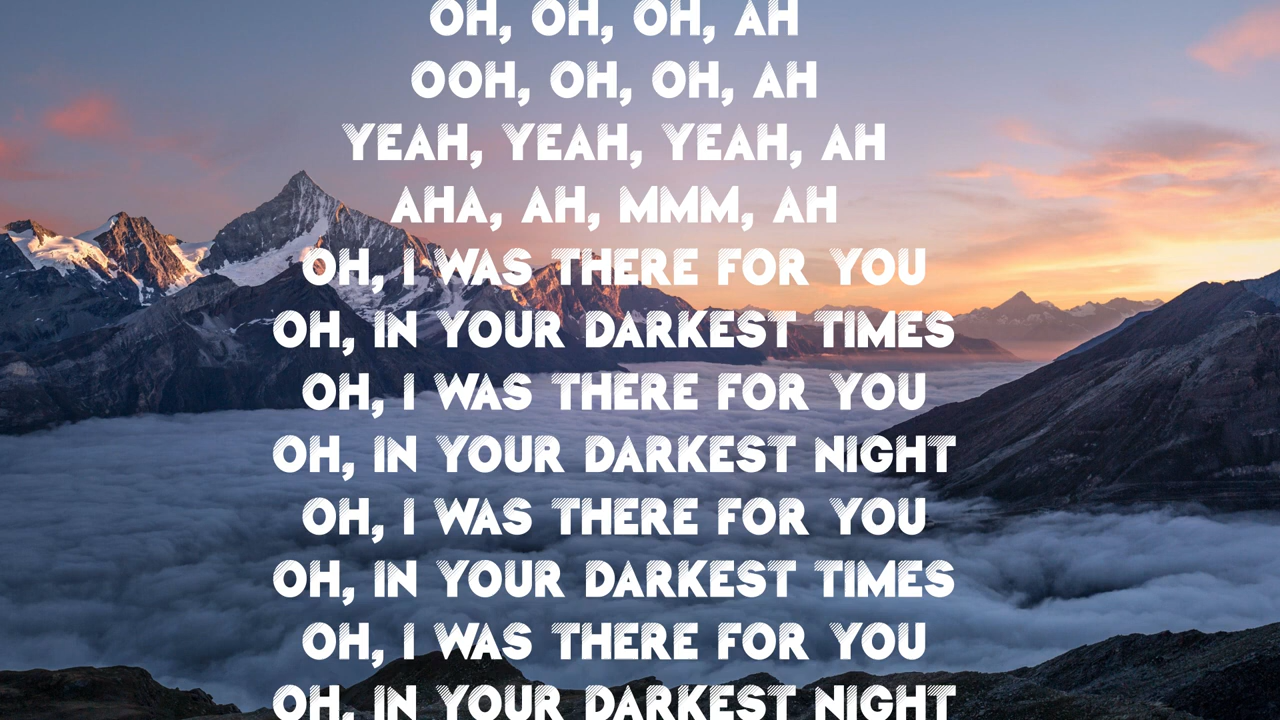 OH, OH, OH, AH
OOH, OH, OH, AH
YEAH, YEAH, YEAH, AH
AHA, AH, MMM, AH
OH, I WAS THERE FOR YOU
OH, IN YOUR DARKEST TIMES
OH, I WAS THERE FOR YOU
OH, IN YOUR DARKEST NIGHT
OH, I WAS THERE FOR YOU
OH, IN YOUR DARKEST TIMES
OH, I WAS THERE FOR YOU
OH, IN YOUR DARKEST NIGHT